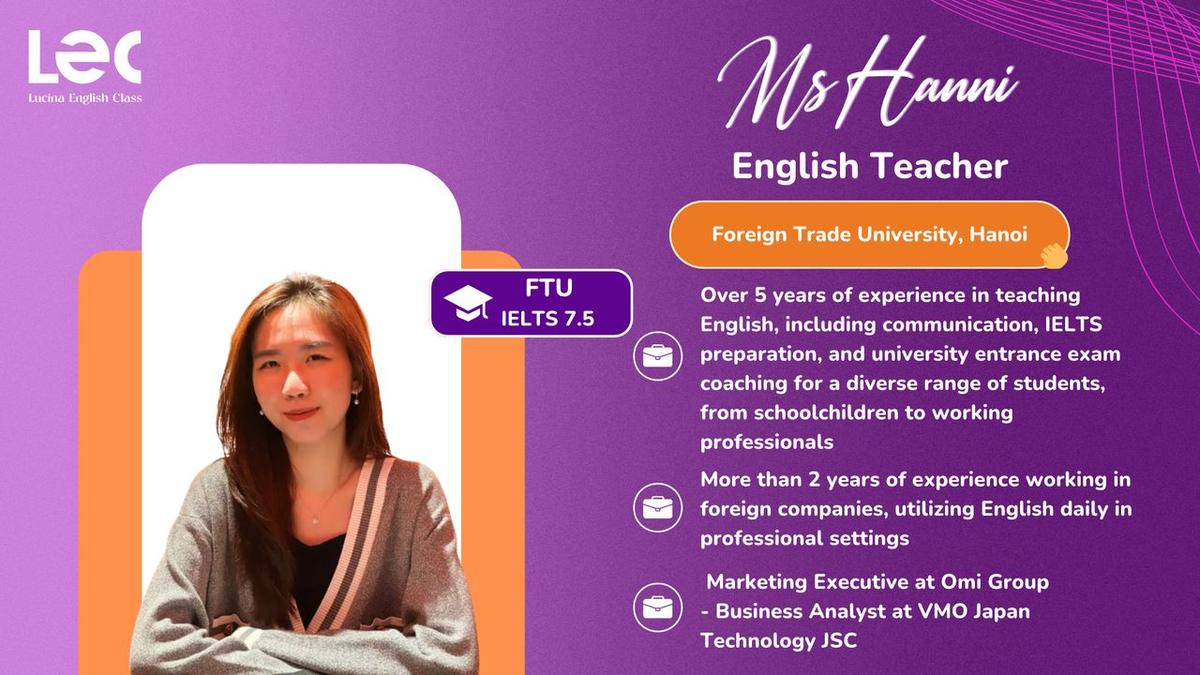 Lec
Lucina English Class
Ms Hanni
English Teacher
Foreign Trade University, Hanoi
FTU
IELTS 7.5
Over 5 years of experience in teaching
English, including communication, IELTS
preparation, and university entrance exam
coaching for a diverse range of students,
from schoolchildren to working
professionals
More than 2 years of experience working in
foreign companies, utilizing English daily in
professional settings
Marketing Executive at Omi Group
- Business Analyst at VMO Japan
Technology JSC